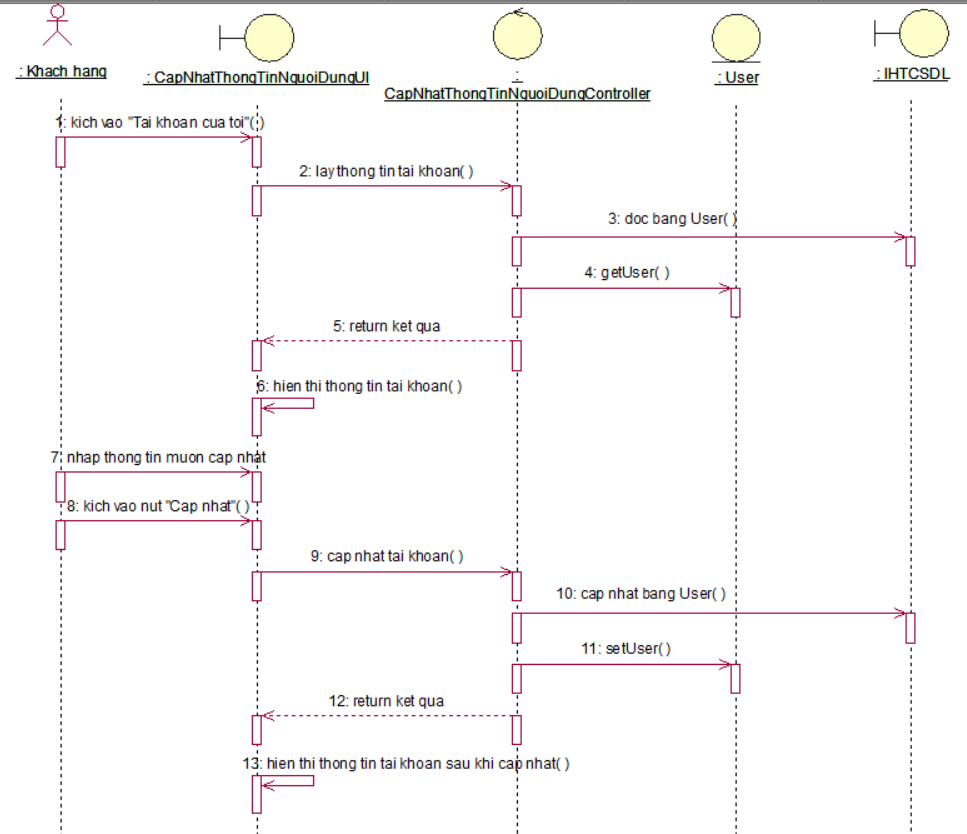 : Khach hang
: CapNhatThongTinNguoiDungUI
:
CapNhatThongTinNguoiDungController
: User
: IHTCSDL
1: kich vao "Tai khoan cua toi"( )
2: lay thong tin tai khoan( )
3: doc bang User( )
4: getUser( )
5: return ket qua
6: hien thi thong tin tai khoan( )
7: nhap thong tin muon cap nhat
8: kich vao nut "Cap nhat"( )
9: cap nhat tai khoan( )
10: cap nhat bang User( )
11: setUser( )
12: return ket qua
13: hien thi thong tin tai khoan sau khi cap nhat( )